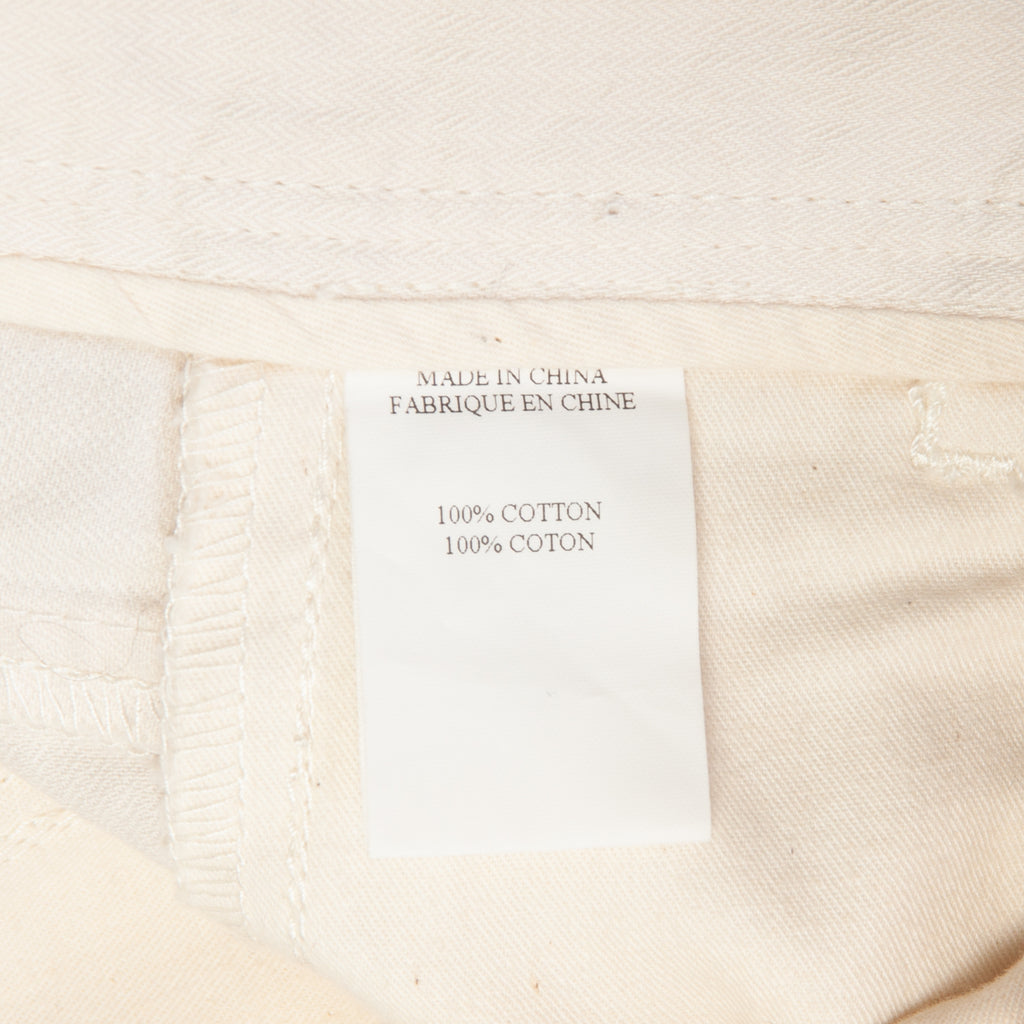 MADE IN CHINA
FABRIQUE EN CHINE
100% COTTON
100% COTON